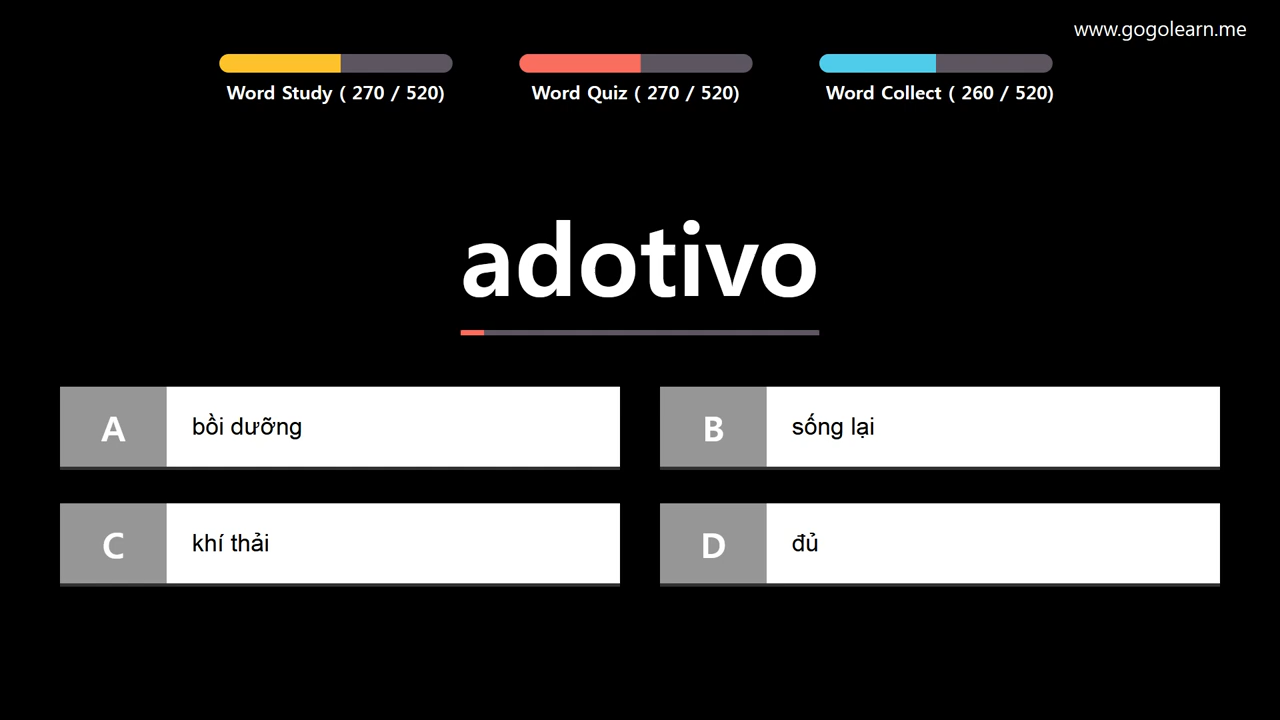 www.gogolearn.me
Word Study ( 270 / 520)
Word Quiz ( 270 / 520)
Word Collect ( 260 / 520)
adotivo
A
bồi dưỡng
B
sống lại
C
khí thải
D
đủ